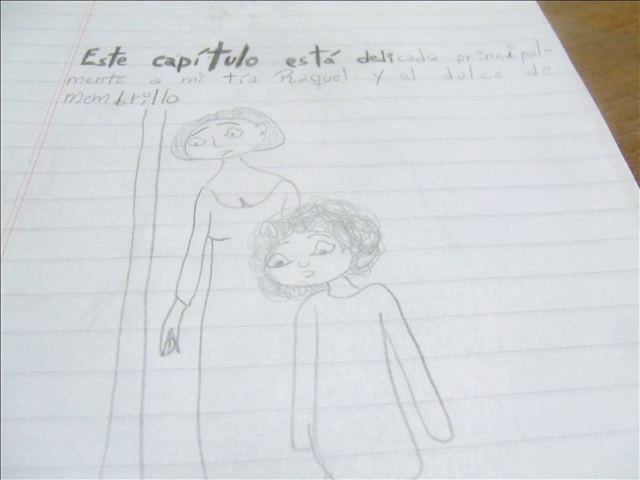 Este capítulo está delicado principal-
mente a mi tía Raquel y el dulce de
membrillo